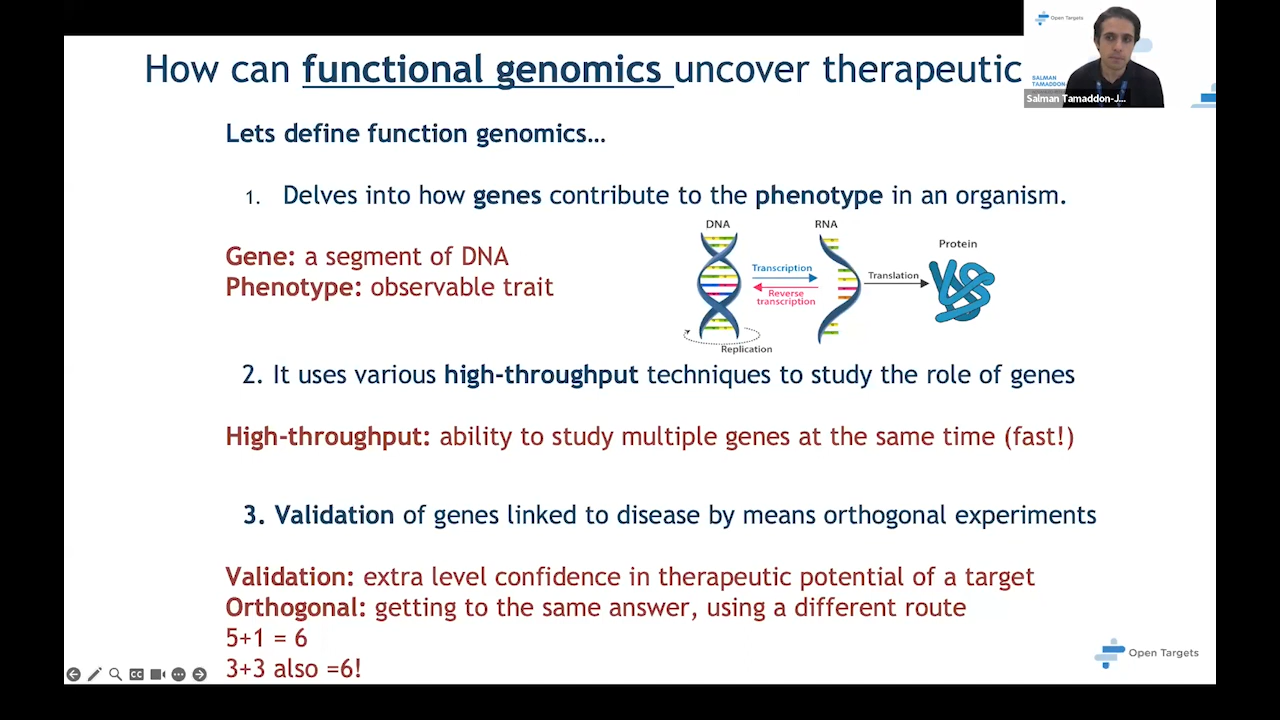 How can functional genomics uncover therapeutic
Open Targets
SALMAN
TAMADDON
Salman Tamaddon-J...
Lets define function genomics...
1. Delves into how genes contribute to the phenotype in an organism.
Gene: a segment of DNA
Phenotype: observable trait
DNA
RNA
Protein
Transcription
Reverse
transcription
Translation
Replication
2. It uses various high-throughput techniques to study the role of genes
High-throughput: ability to study multiple genes at the same time (fast!)
3. Validation of genes linked to disease by means orthogonal experiments
Validation: extra level confidence in therapeutic potential of a target
Orthogonal: getting to the same answer, using a different route
5+1 = 6
3+3 also =6!
CC
Open Targets